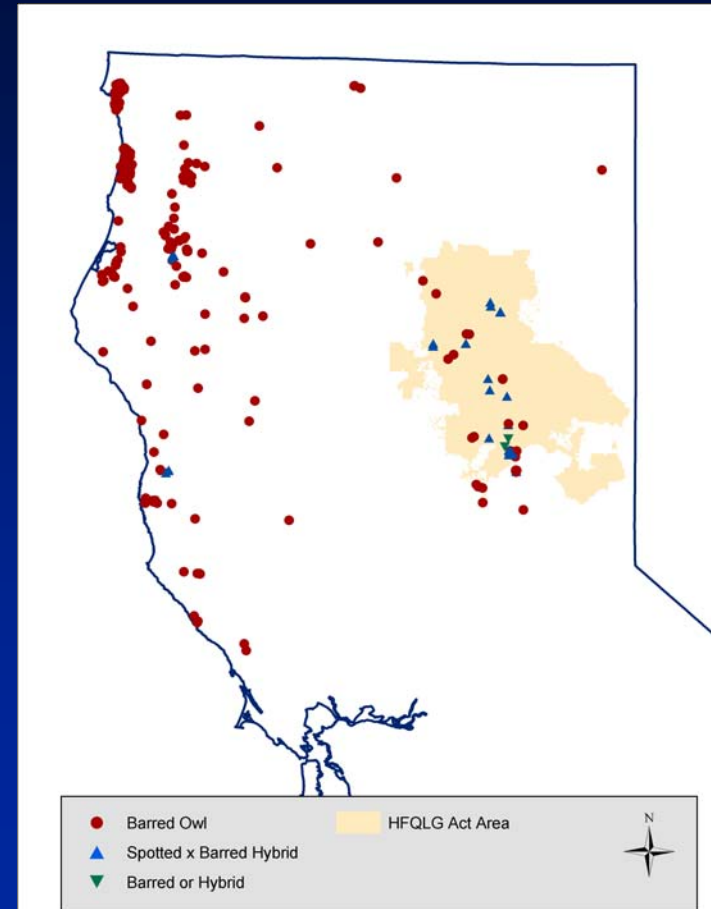 Barred Owl
HFQLG Act Area
Spotted x Barred Hybrid
Barred or Hybrid
N